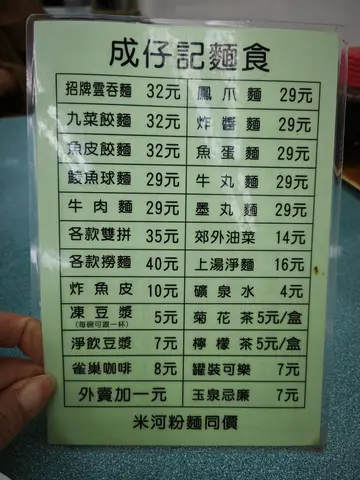 成仔記麵食
招牌雲吞麵 32元 鳳爪麵 29元
九菜餃麵 32元 炸醬麵 29元
魚皮餃麵 32元 魚蛋麵 29元
鯪魚球麵 29元 牛丸麵 29元
牛肉麵 29元 墨丸麵 29元
各款雙拼 35元 郊外油菜 14元
各款撈麵 40元 上湯淨麵 16元
炸魚皮 10元 礦泉水 4元
凍豆漿 5元 菊花茶 5元/盒
(每碗可跟一杯)
淨飲豆漿 7元 檸檬茶 5元/盒
雀巢咖啡 8元 罐裝可樂 7元
外賣加一元 玉泉忌廉 7元
米河粉麵同價